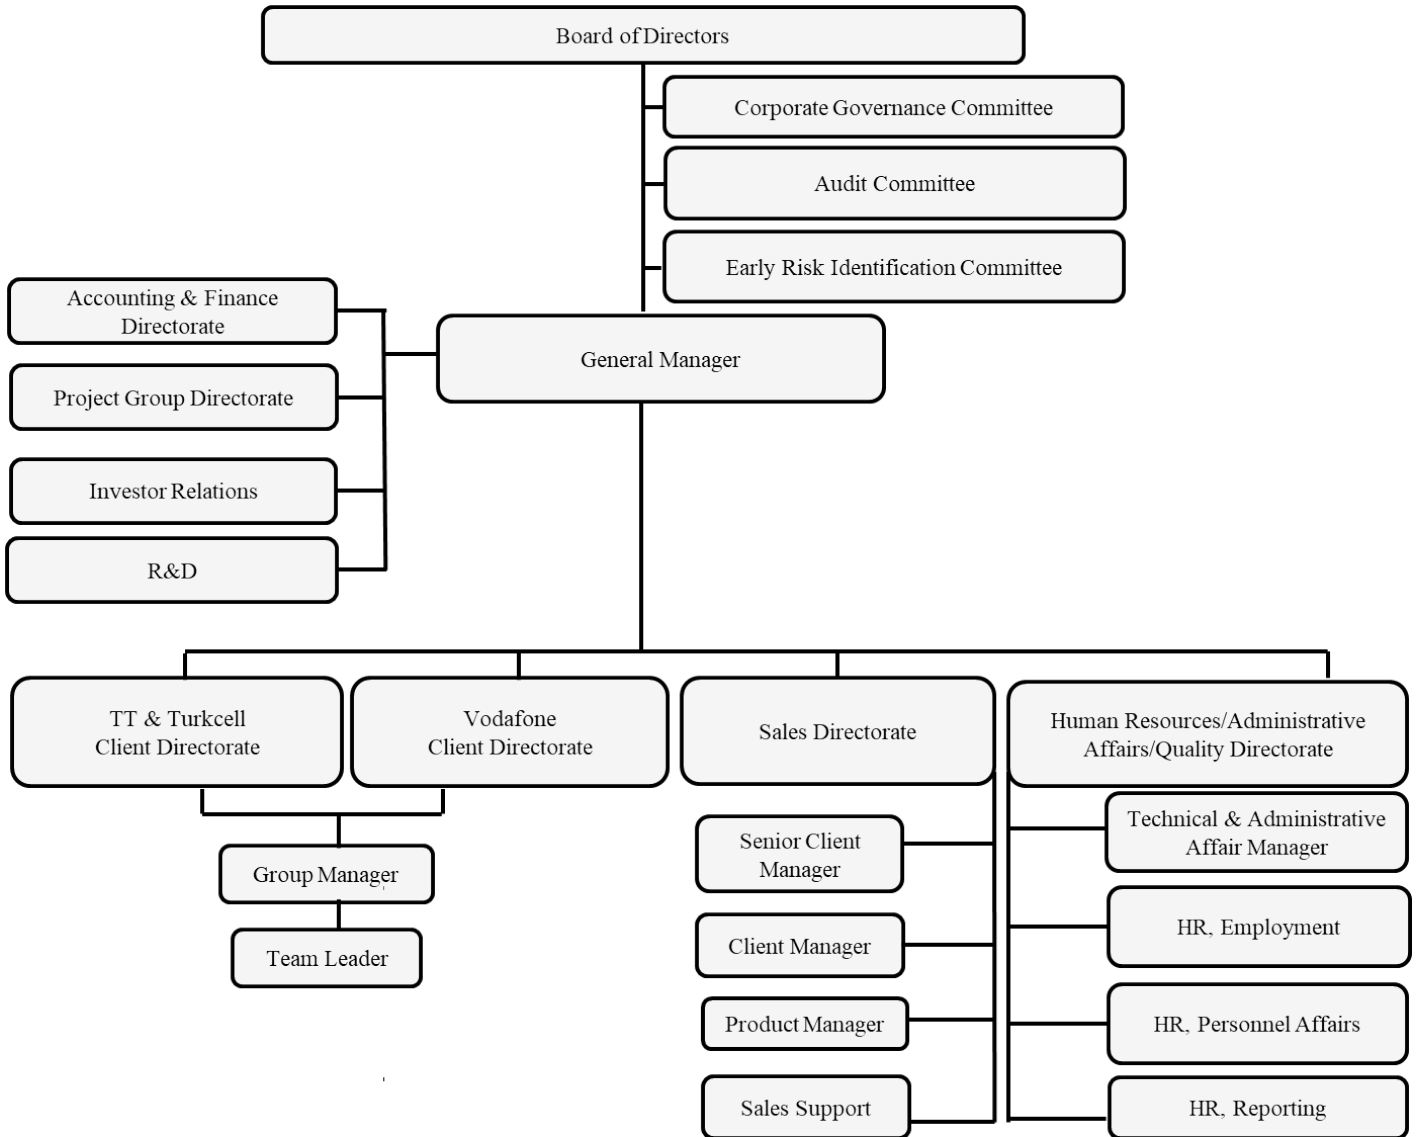 Board of Directors
Corporate Governance Committee
Audit Committee
Early Risk Identification Committee
Accounting & Finance
Directorate
General Manager
Project Group Directorate
Investor Relations
R&D
TT & Turkcell
Client Directorate
Vodafone
Client Directorate
Sales Directorate
Human Resources/Administrative
Affairs/Quality Directorate
Group Manager
Team Leader
Senior Client
Manager
Client Manager
Product Manager
Sales Support
Technical & Administrative
Affair Manager
HR, Employment
HR, Personnel Affairs
HR, Reporting